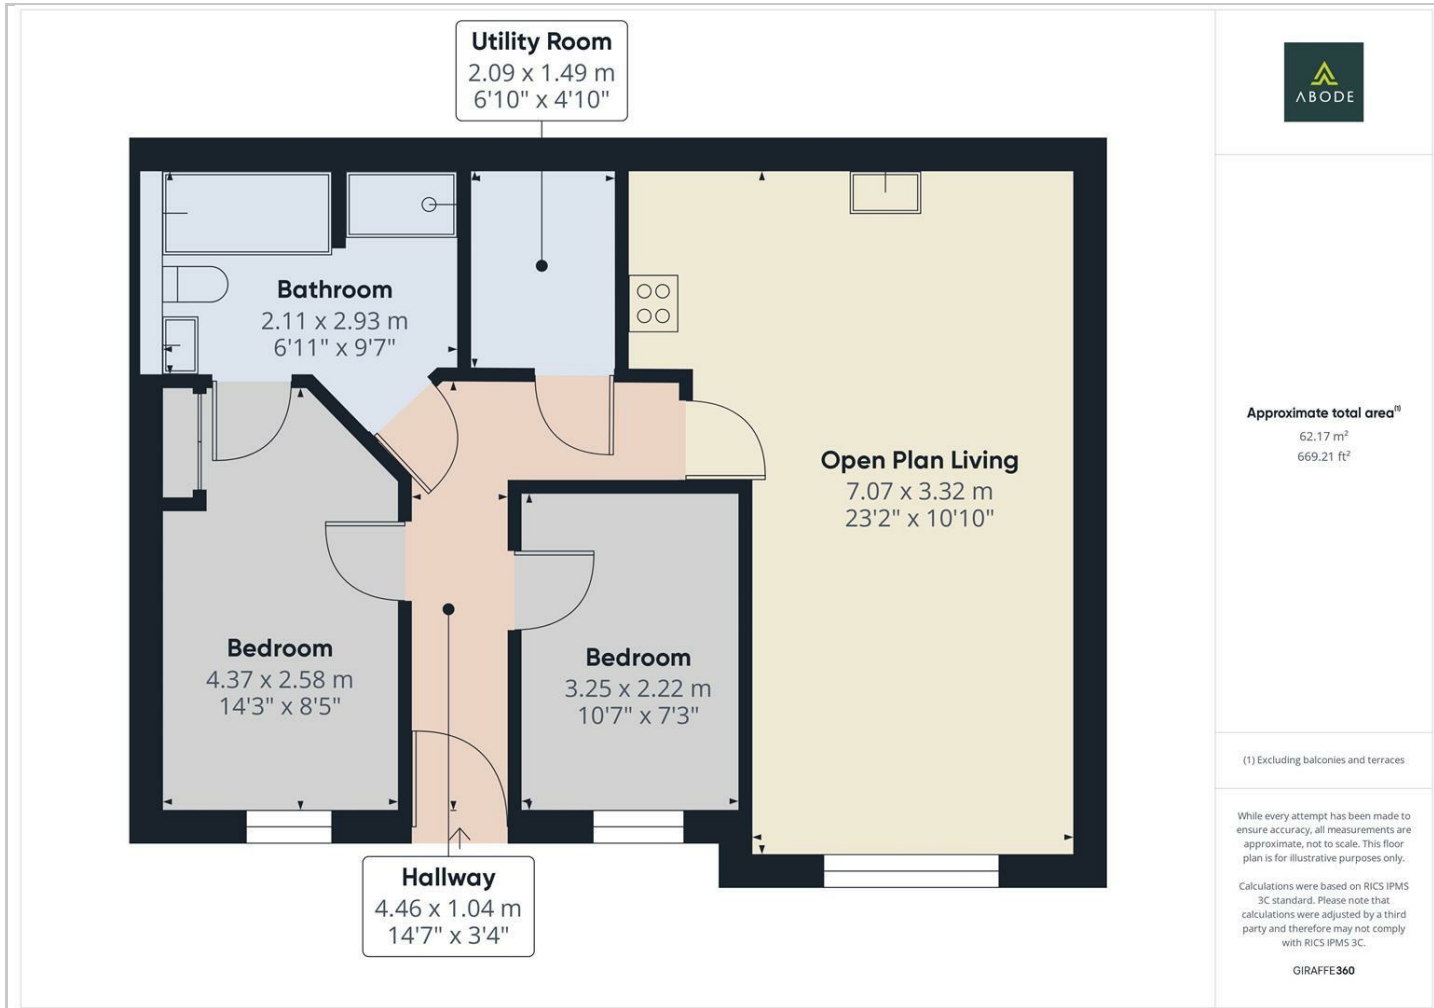 Utility Room
2.09 x 1.49 m
6'10" x 4'10"
Bathroom
2.11 x 2.93 m
6'11" x 9'7"
Open Plan Living
7.07 x 3.32 m
23'2" x 10'10"
Bedroom
4.37 x 2.58 m
14'3" x 8'5"
Bedroom
3.25 x 2.22 m
10'7" x 7'3"
Hallway
4.46 x 1.04 m
14'7" x 3'4"
ABODE
Approximate total area(1)
62.17 m²
669.21 ft²
(1) Excluding balconies and terraces
While every attempt has been made to
ensure accuracy, all measurements are
approximate, not to scale. This floor
plan is for illustrative purposes only.
Calculations were based on RICS IPMS
3C standard. Please note that
calculations were adjusted by a third
party and therefore may not comply
with RICS IPMS 3C.
GIRAFFE360